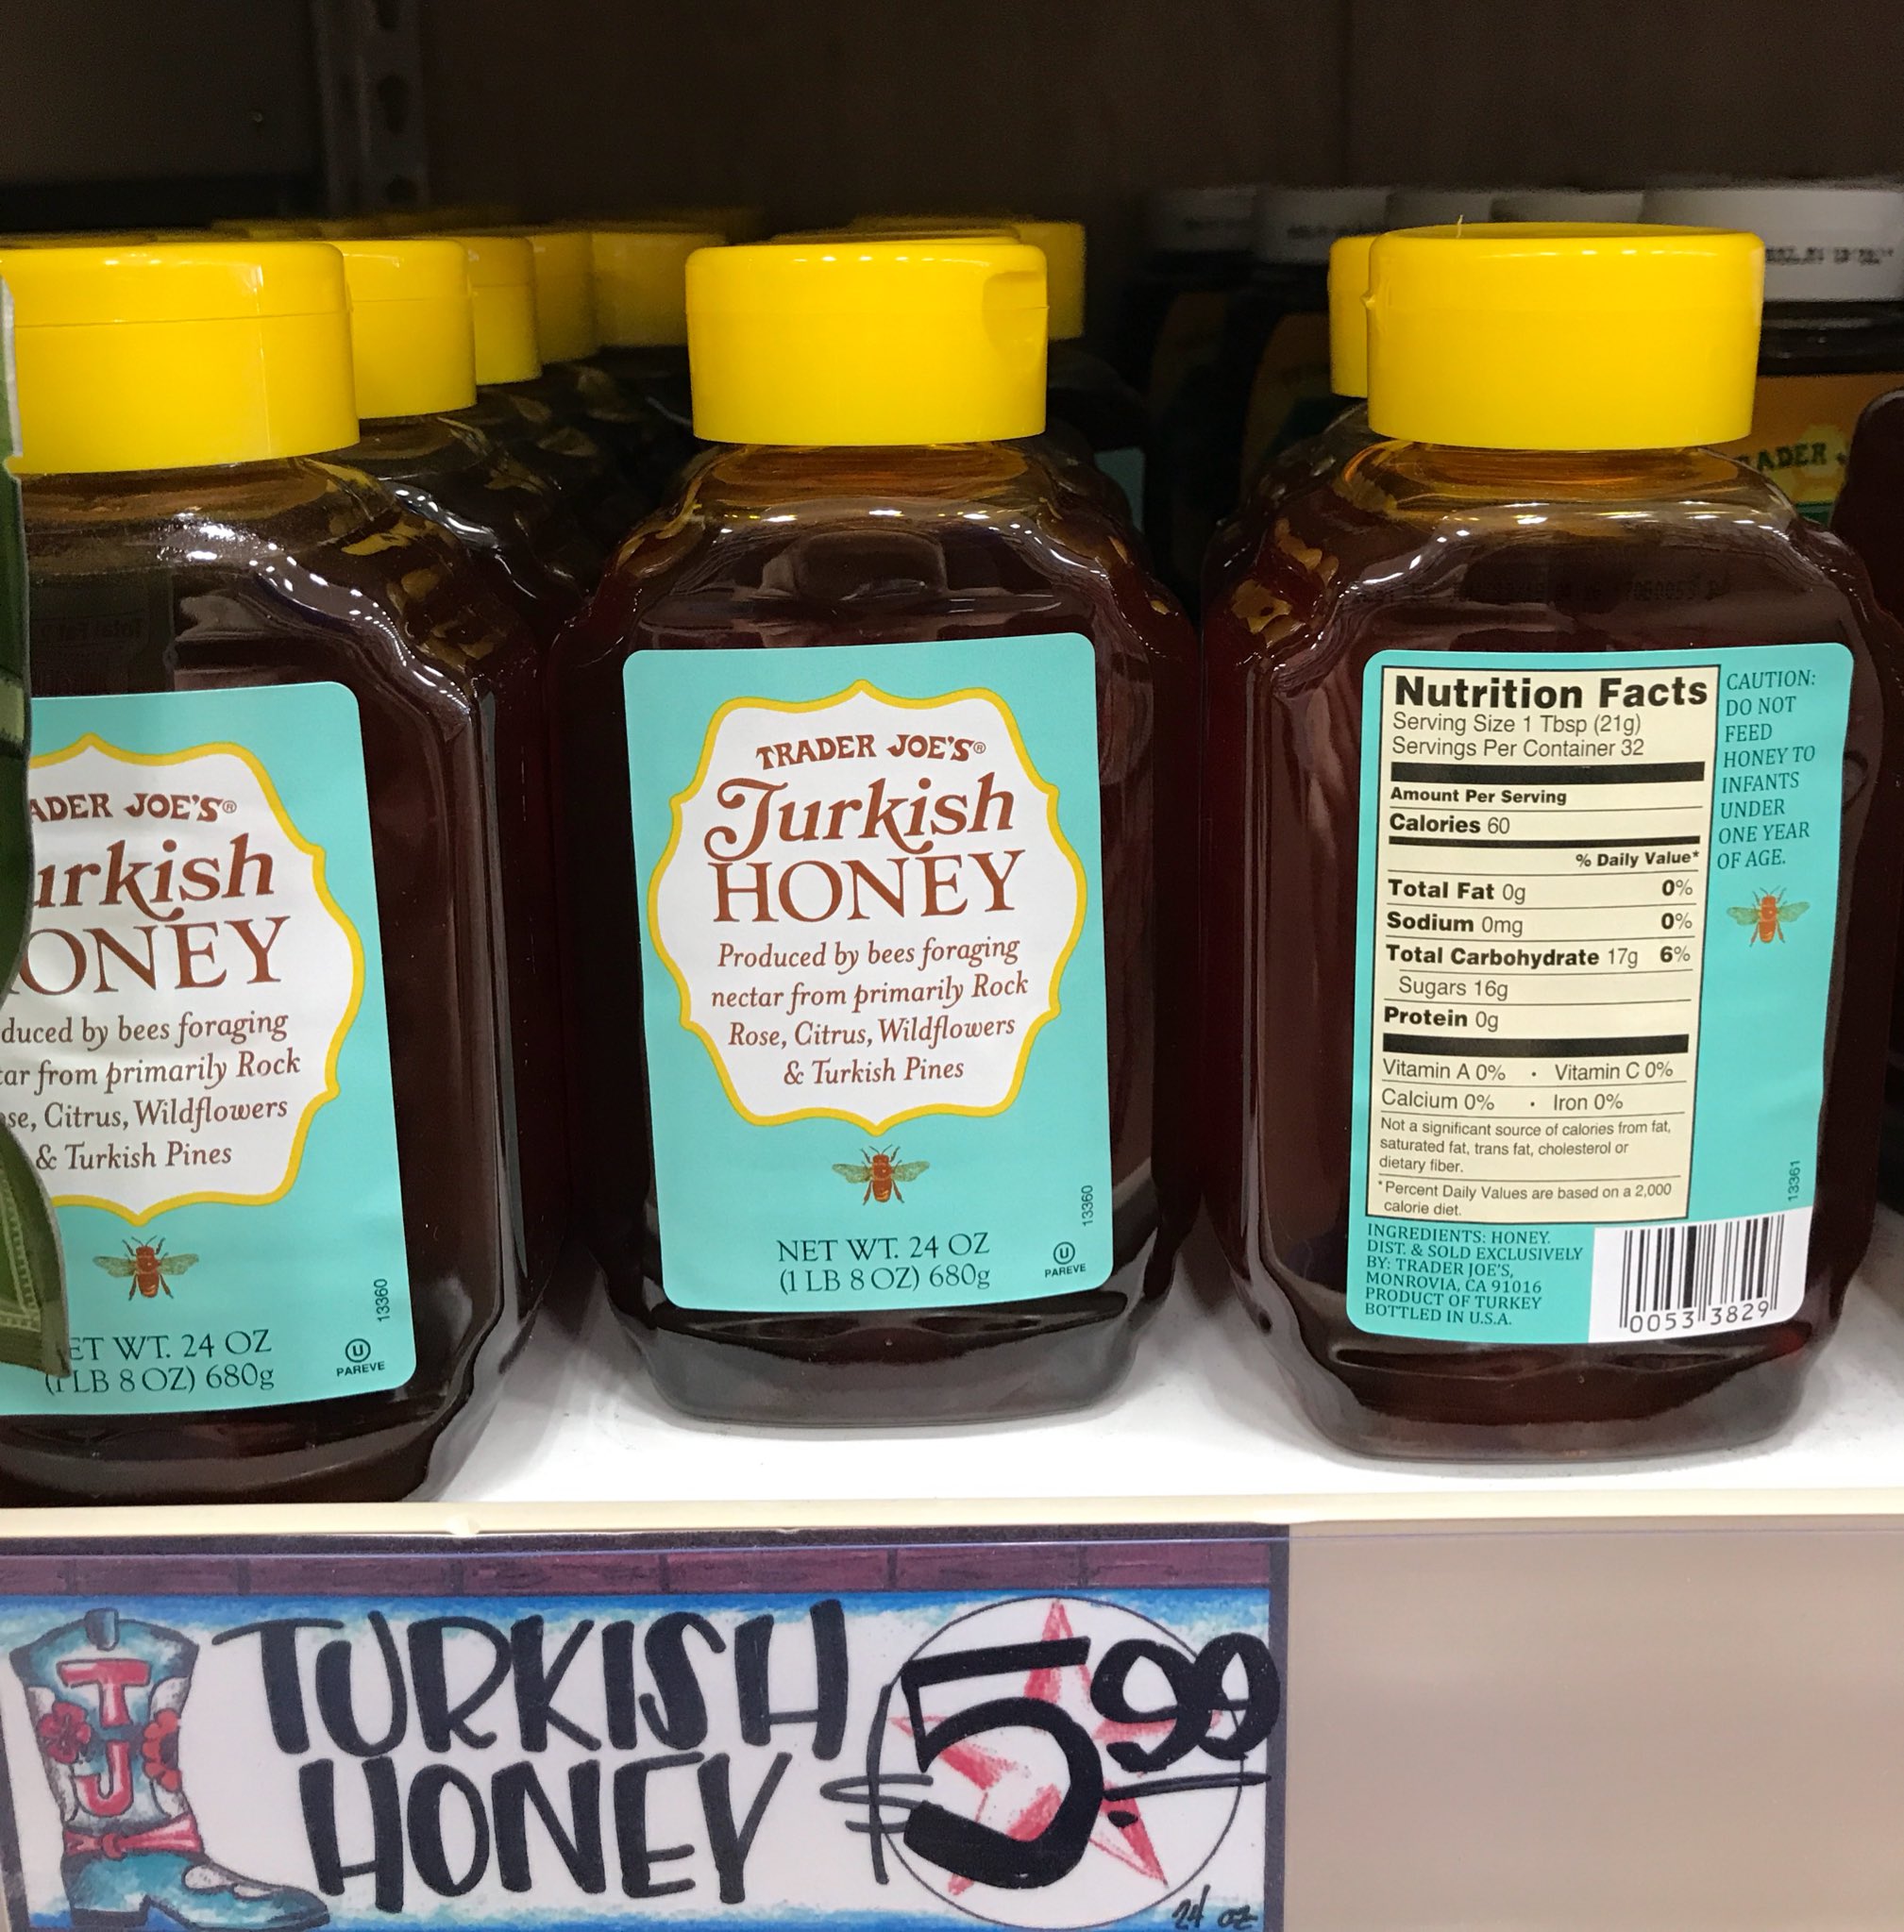 ADER JOE'S®
urkish
ONEY
duced by bees foraging
tar from primarily Rock
se, Citrus, Wildflowers
& Turkish Pines
13360
ET WT. 24 OZ
(1 LB 8 OZ) 680g
U
PAREVE
TRADER JOE'S®
Turkish
HONEY
Produced by bees foraging
nectar from primarily Rock
Rose, Citrus, Wildflowers
& Turkish Pines
13360
NET WT. 24 OZ
(1 LB 8 OZ) 680g
U
PAREVE
Nutrition Facts
Serving Size 1 Tbsp (21g)
Servings Per Container 32
Amount Per Serving
Calories 60
% Daily Value*
Total Fat 0g 0%
Sodium 0mg 0%
Total Carbohydrate 17g 6%
Sugars 16g
Protein 0g
Vitamin A 0% • Vitamin C 0%
Calcium 0% • Iron 0%
Not a significant source of calories from fat,
saturated fat, trans fat, cholesterol or
dietary fiber.
*Percent Daily Values are based on a 2,000
calorie diet.
CAUTION:
DO NOT
FEED
HONEY TO
INFANTS
UNDER
ONE YEAR
OF AGE.
13361
INGREDIENTS: HONEY.
DIST. & SOLD EXCLUSIVELY
BY: TRADER JOE'S,
MONROVIA, CA 91016
PRODUCT OF TURKEY
BOTTLED IN U.S.A.
0053 3829
ADER J
TJ
TURKISH
HONEY
$5.99
24 oz